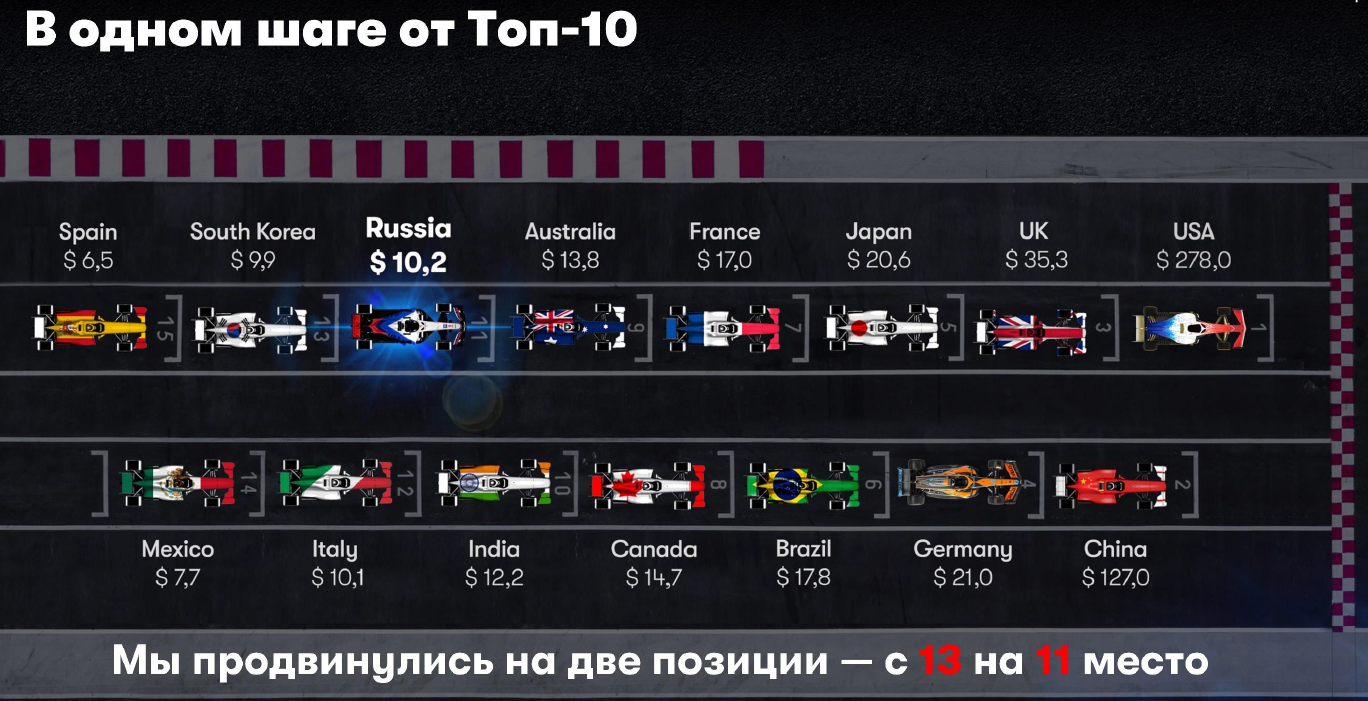 В одном шаге от Топ-10
Spain South Korea Russia Australia France Japan UK USA
$ 6,5 $ 9,9 $ 10,2 $ 13,8 $ 17,0 $ 20,6 $ 35,3 $ 278,0
15 13 11 9 7 5 3 1
14 12 10 8 6 4 2
Mexico Italy India Canada Brazil Germany China
$ 7,7 $ 10,1 $ 12,2 $ 14,7 $ 17,8 $ 21,0 $ 127,0
Мы продвинулись на две позиции — с 13 на 11 место